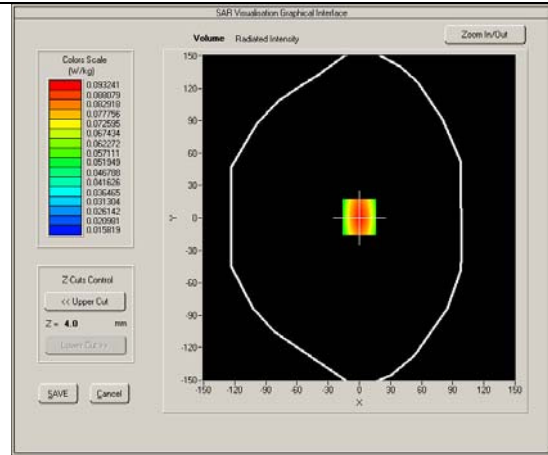 SAR Visualisation Graphical Interface
Volume Radiated Intensity
Zoom In/Out
Colors Scale
(W/kg)
0.093241
0.088079
0.082918
0.077756
0.072595
0.067434
0.062272
0.057111
0.051949
0.046788
0.041626
0.036465
0.031304
0.026142
0.020981
0.015819
150
120
90
60
30
0
-30
-60
-90
-120
-150
Y
-150 -120 -90 -60 -30 0 30 60 90 120 150
X
Z Cuts Control
<< Upper Cut
Z = 4.0 mm
Lower Cut >>
SAVE Cancel